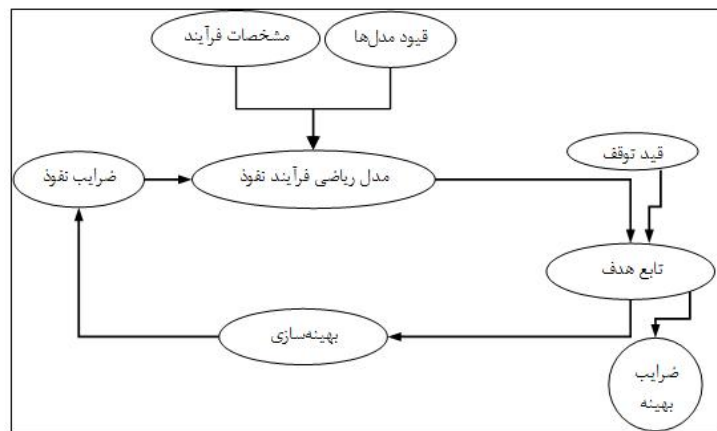 قیود مدل‌ها
مشخصات فرآیند
قید توقف
مدل ریاضی فرآیند نفوذ
ضرایب نفوذ
تابع هدف
بهینه‌سازی
ضرایب
بهینه